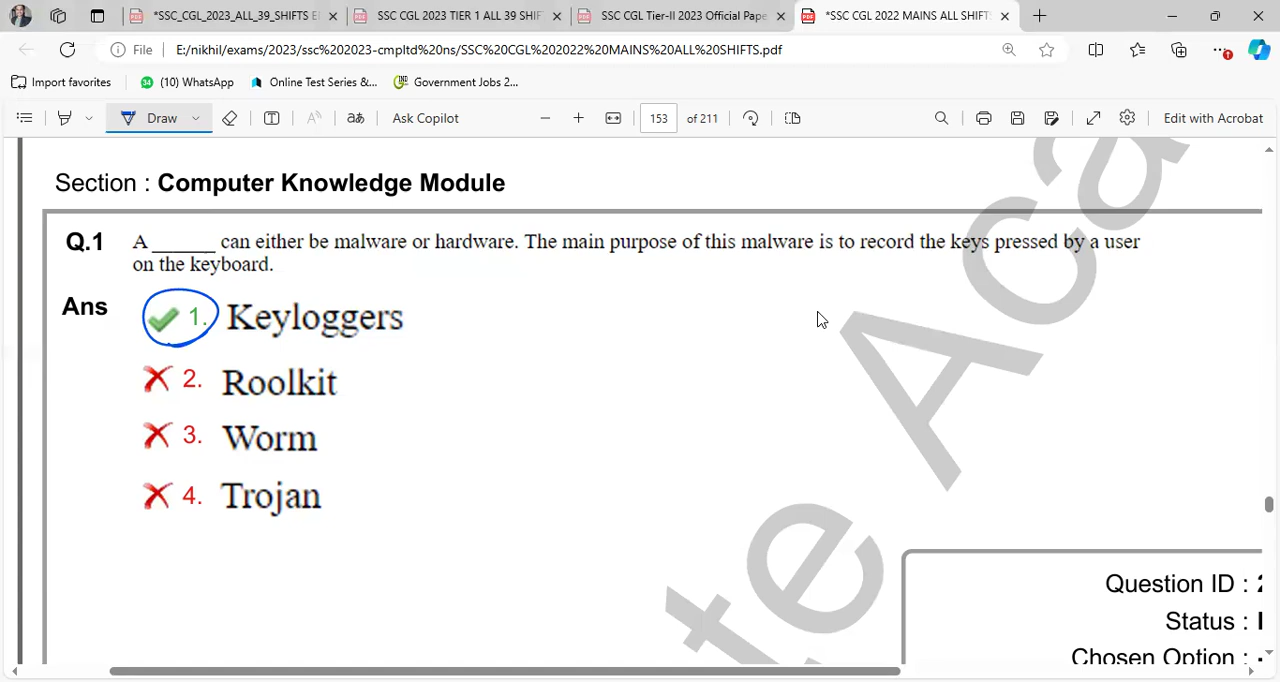 *SSC_CGL_2023_ALL_39_SHIFTS E
SSC CGL 2023 TIER 1 ALL 39 SHIF
SSC CGL Tier-II 2023 Official Pape
*SSC CGL 2022 MAINS ALL SHIFT
File
E:/nikhil/exams/2023/ssc%202023-cmpltd%20ns/SSC%20CGL%202022%20MAINS%20ALL%20SHIFTS.pdf
Import favorites
34
(10) WhatsApp
Online Test Series &...
Government Jobs 2...
Draw
aあ
Ask Copilot
153 of 211
Edit with Acrobat
Section : Computer Knowledge Module
Q.1 A ______ can either be malware or hardware. The main purpose of this malware is to record the keys pressed by a user
on the keyboard.
Ans
1. Keyloggers
2. Roolkit
3. Worm
4. Trojan
te Aca
Question ID :
Status :
Chosen Option :